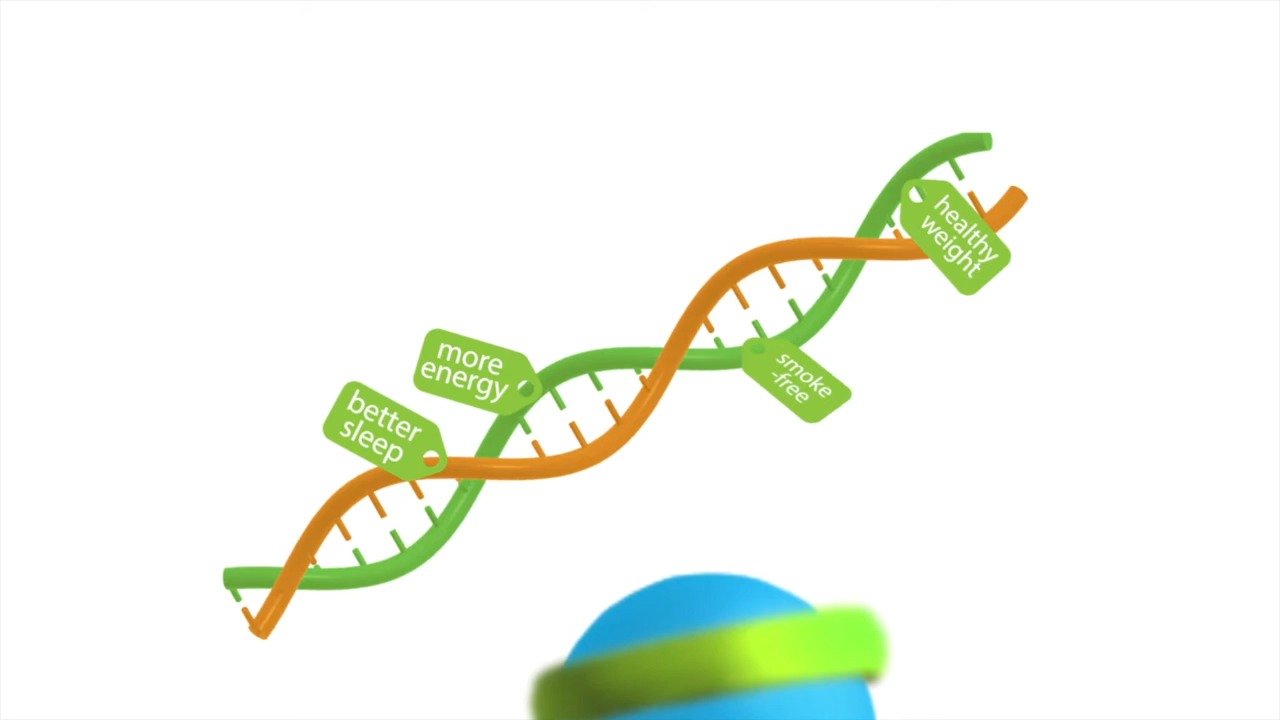 healthy
weight
more
energy
smoke
-free
better
sleep